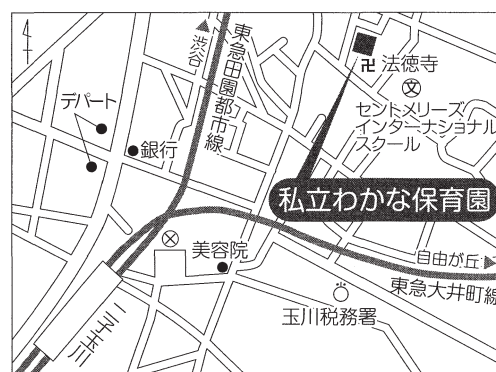 渋谷
東急田園都市線
卍 法徳寺
文
セントメリーズ
インターナショナル
スクール
デパート
銀行
私立わかな保育園
美容院
自由が丘
東急大井町線
玉川税務署
二子玉川